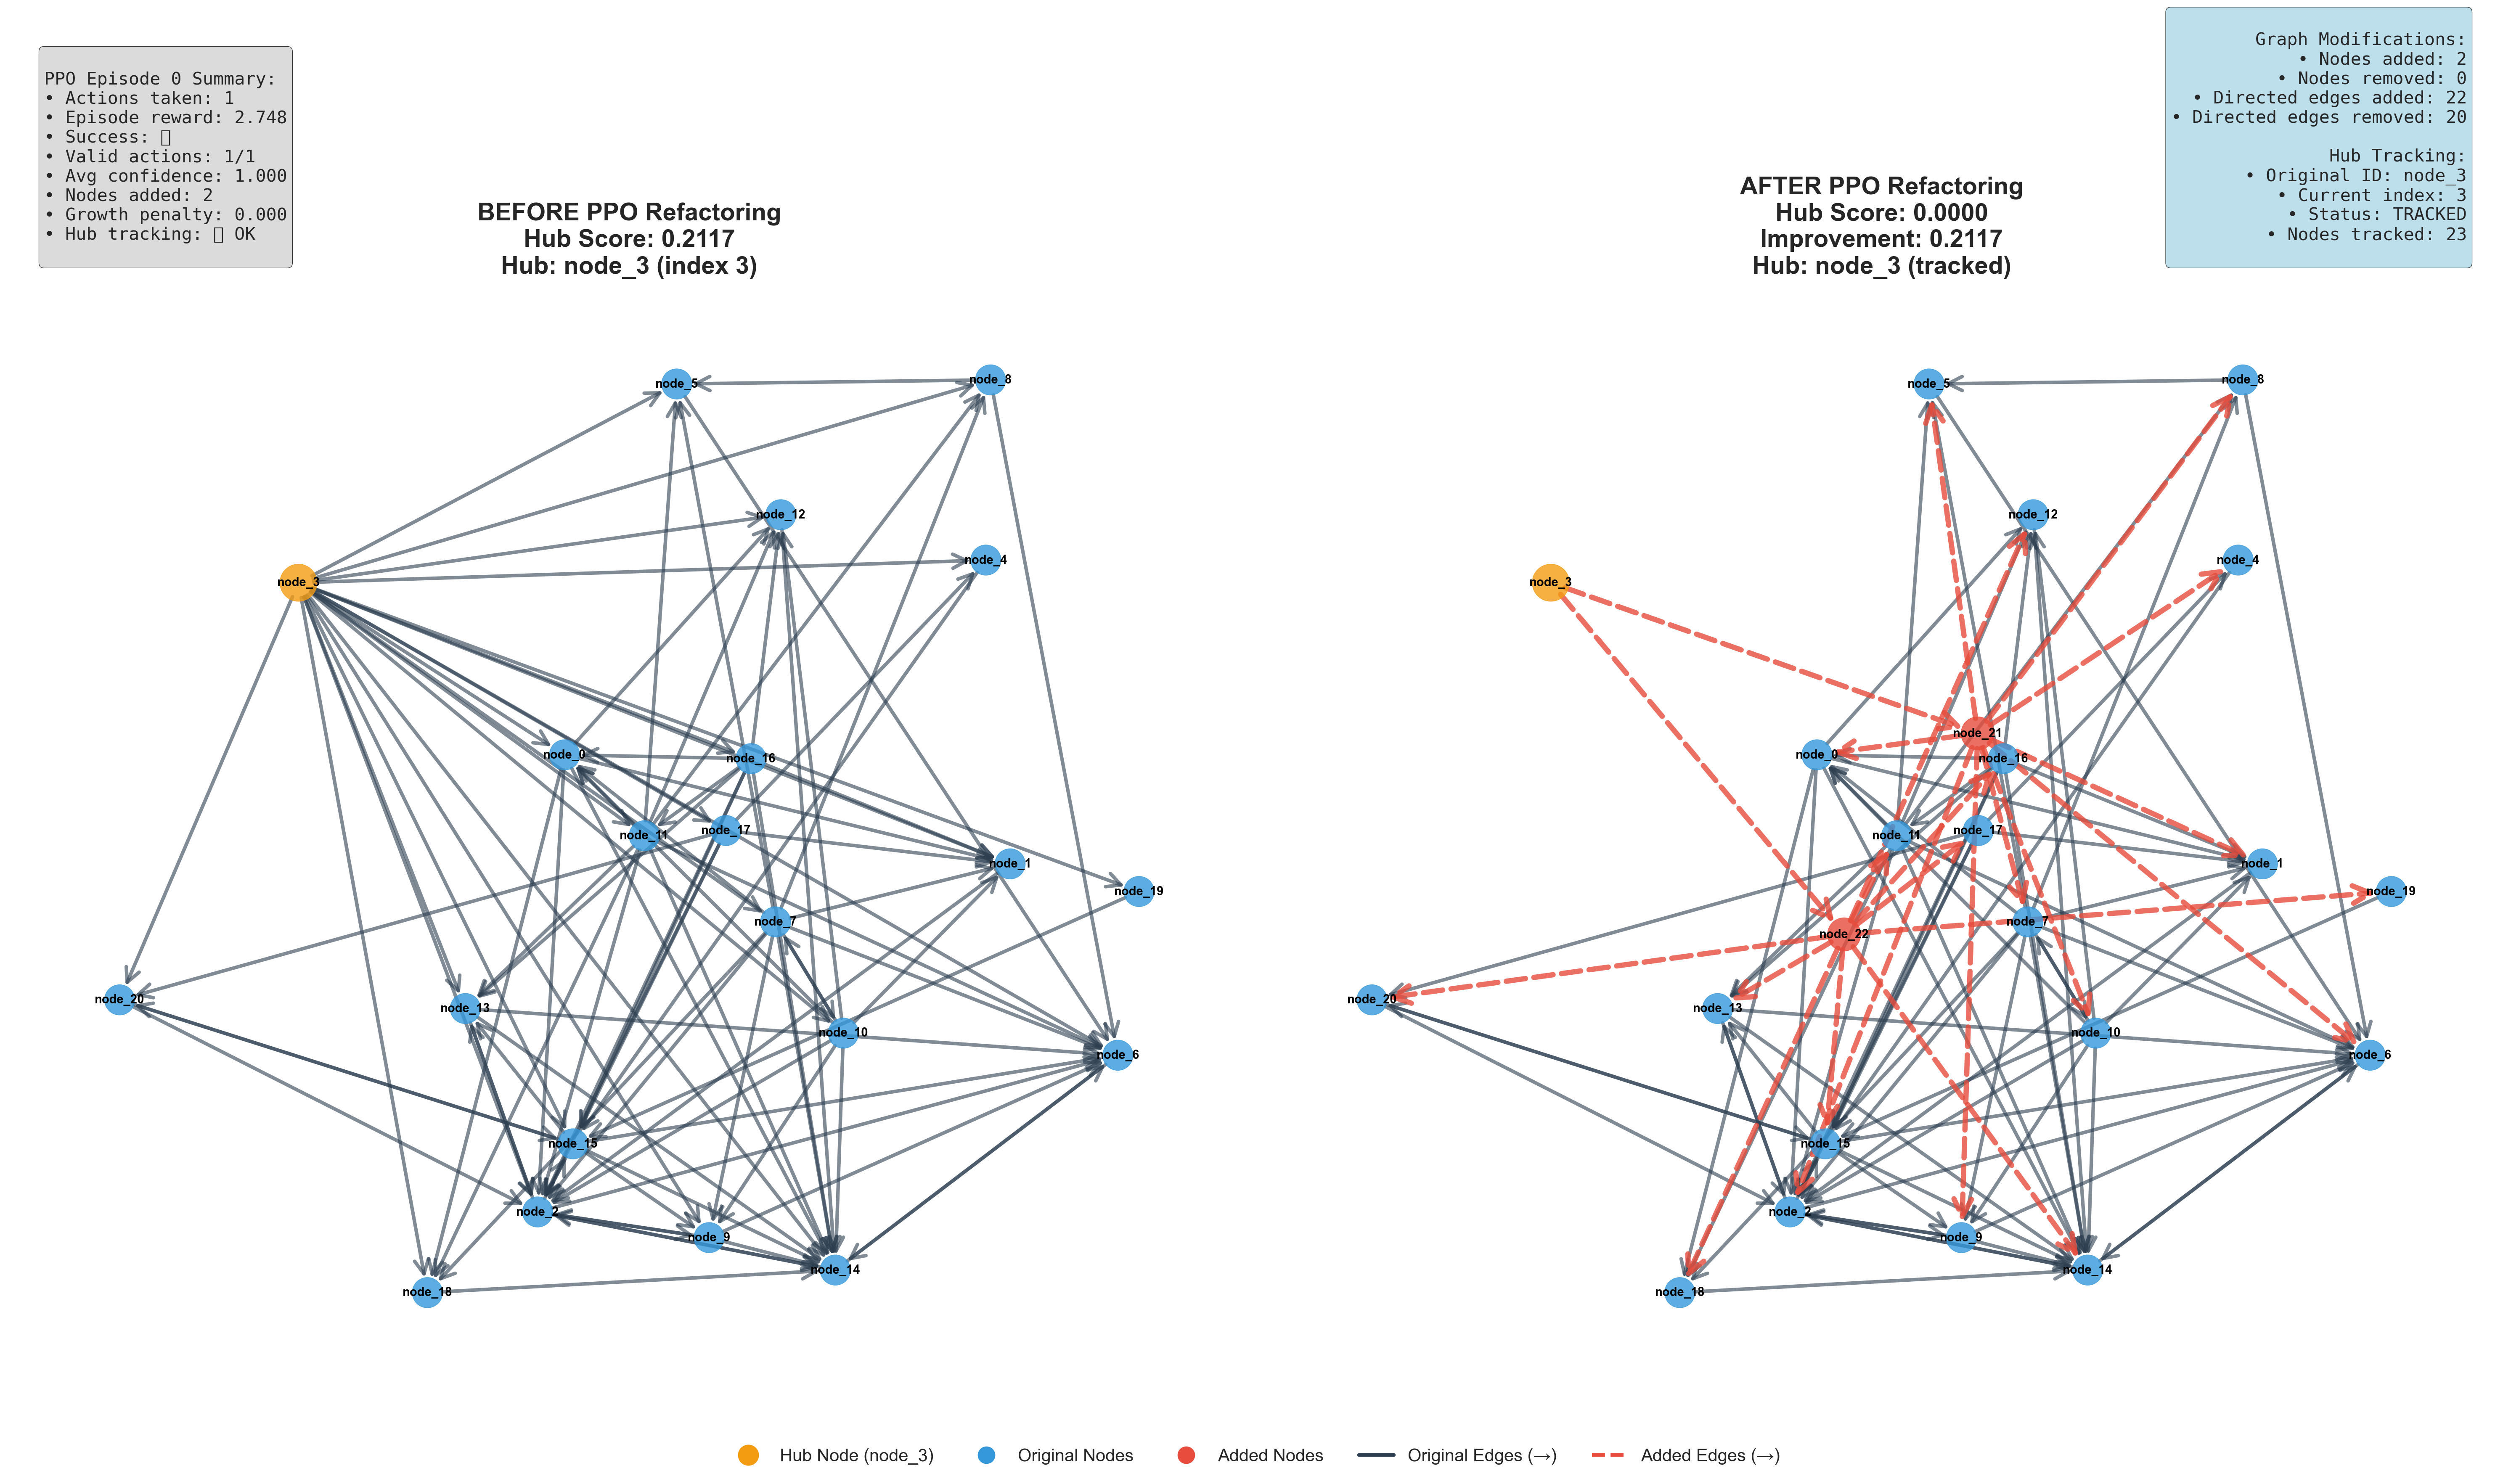 PPO Episode 0 Summary:
• Actions taken: 1
• Episode reward: 2.748
• Success: 
• Valid actions: 1/1
• Avg confidence: 1.000
• Nodes added: 2
• Growth penalty: 0.000
• Hub tracking: OK
Graph Modifications:
• Nodes added: 2
• Nodes removed: 0
• Directed edges added: 22
• Directed edges removed: 20
Hub Tracking:
• Original ID: node_3
• Current index: 3
• Status: TRACKED
• Nodes tracked: 23
BEFORE PPO Refactoring
Hub Score: 0.2117
Hub: node_3 (index 3)
node_5
node_8
node_12
node_4
node_3
node_0
node_16
node_11
node_17
node_1
node_19
node_7
node_20
node_13
node_10
node_6
node_15
node_2
node_9
node_14
node_18
AFTER PPO Refactoring
Hub Score: 0.0000
Improvement: 0.2117
Hub: node_3 (tracked)
node_5
node_8
node_12
node_4
node_3
node_21
node_0
node_16
node_11
node_17
node_1
node_19
node_7
node_22
node_20
node_13
node_10
node_6
node_15
node_2
node_9
node_14
node_18
Hub Node (node_3)
Original Nodes
Added Nodes
Original Edges (→)
Added Edges (→)